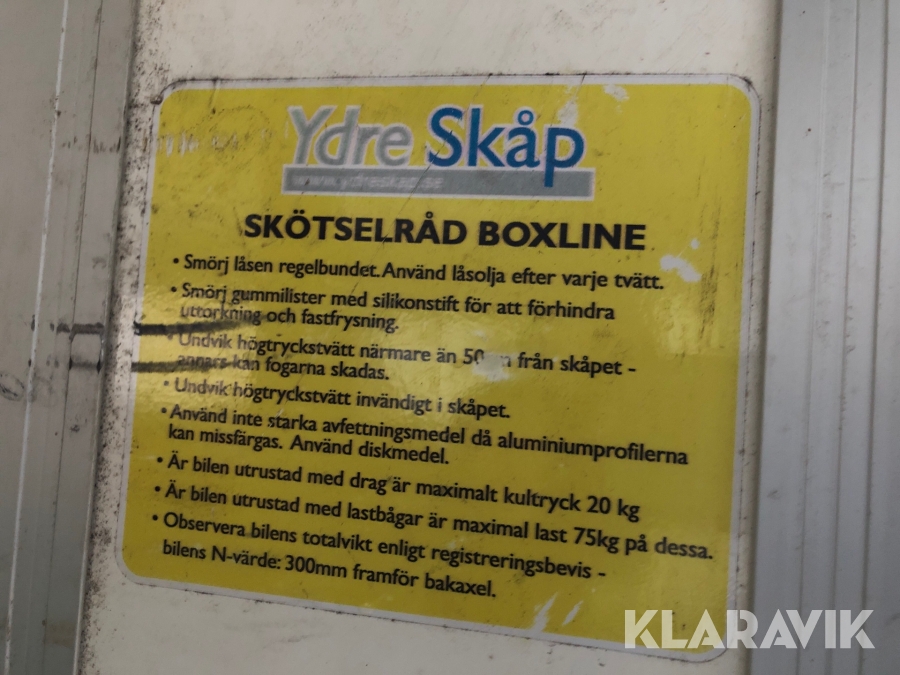 Ydre Skåp
www.ydreskap.se
SKÖTSELRÅD BOXLINE
• Smörj låsen regelbundet. Använd låsolja efter varje tvätt.
• Smörj gummilister med silikonstift för att förhindra
uttorkning och fastfrysning.
• Undvik högtryckstvätt närmare än från skåpet -
annars kan fogarna skadas.
• Undvik högtryckstvätt invändigt i skåpet.
• Använd inte starka avfettningsmedel då aluminiumprofilerna
kan missfärgas. Använd diskmedel.
• Är bilen utrustad med drag är maximalt kultryck 20 kg
• Är bilen utrustad med lastbågar är maximal last 75kg på dessa.
• Observera bilens totalvikt enligt registreringsbevis -
bilens N-värde: 300mm framför bakaxel.
KLARAVIK